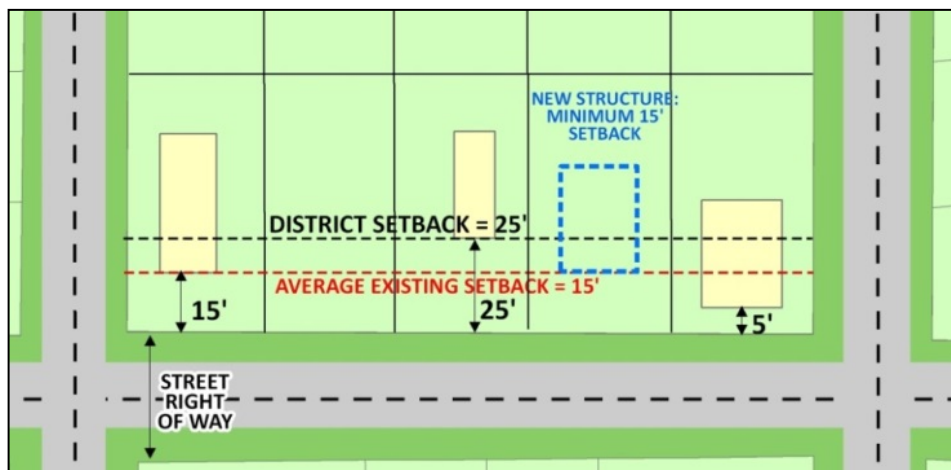 NEW STRUCTURE:
MINIMUM 15'
SETBACK
DISTRICT SETBACK = 25'
AVERAGE EXISTING SETBACK = 15'
15'
25'
5'
STREET
RIGHT
OF WAY